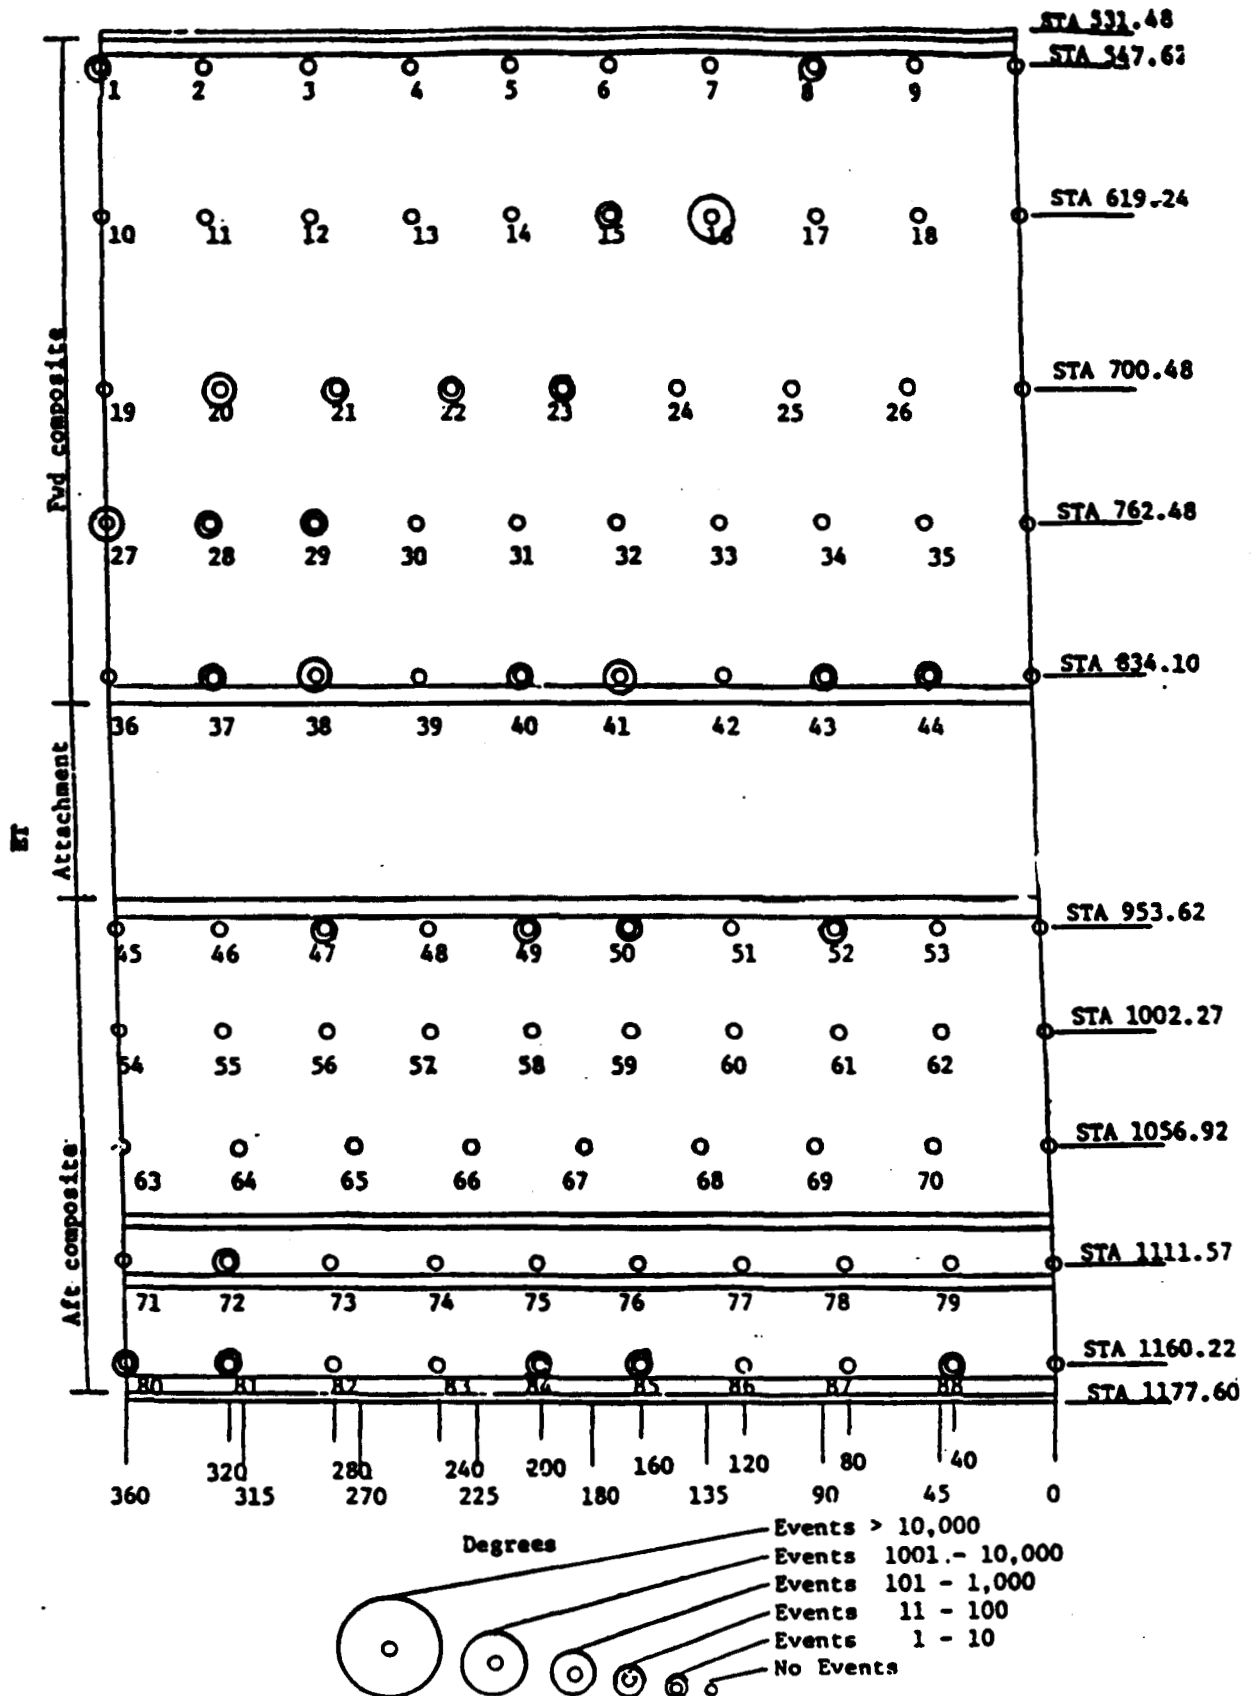 STA 531.48
STA 547.62
1 2 3 4 5 6 7 8 9
STA 619.24
10 11 12 13 14 15 16 17 18
STA 700.48
19 20 21 22 23 24 25 26
Fwd composite
STA 762.48
27 28 29 30 31 32 33 34 35
STA 834.10
36 37 38 39 40 41 42 43 44
ET
Attachment
STA 953.62
45 46 47 48 49 50 51 52 53
STA 1002.27
54 55 56 57 58 59 60 61 62
STA 1056.92
63 64 65 66 67 68 69 70
Aft composite
STA 1111.57
71 72 73 74 75 76 77 78 79
STA 1160.22
80 81 82 83 84 85 86 87 88
STA 1177.60
320 280 240 200 160 120 80 40
360 315 270 225 180 135 90 45 0
Degrees
Events > 10,000
Events 1001 - 10,000
Events 101 - 1,000
Events 11 - 100
Events 1 - 10
No Events